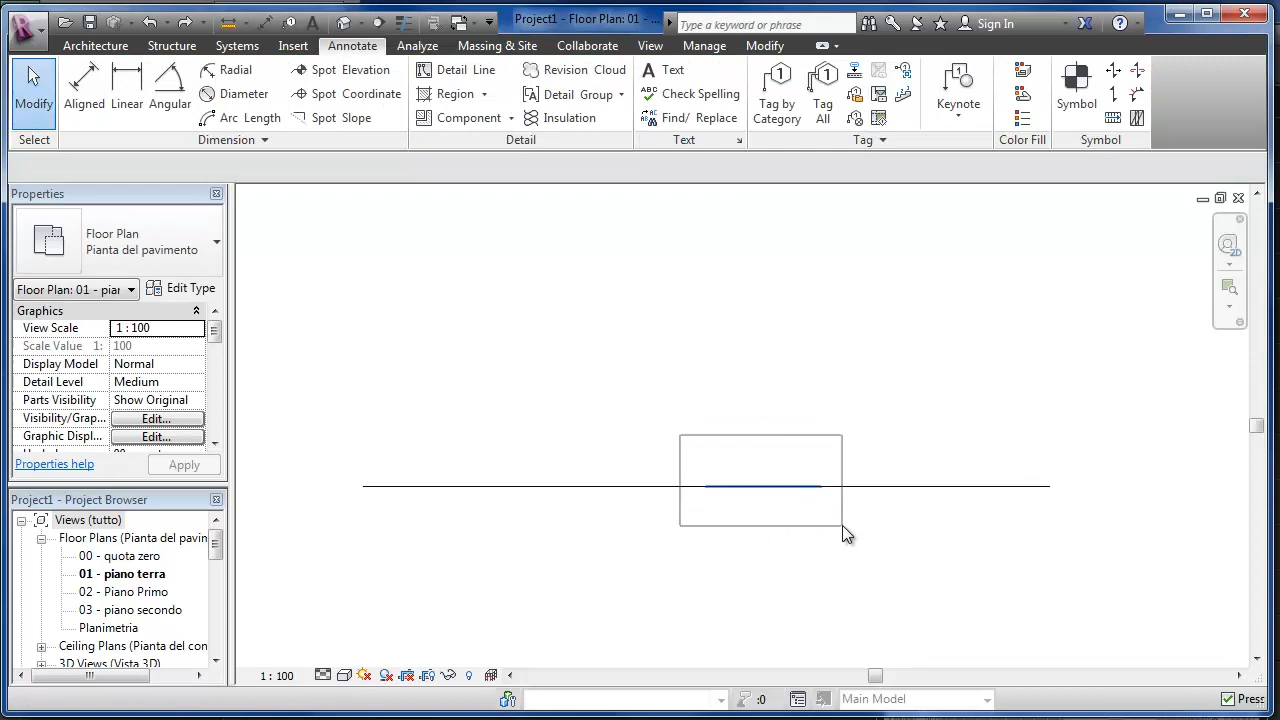 Project1 - Floor Plan: 01 - ...
Type a keyword or phrase
Sign In
Architecture
Structure
Systems
Insert
Annotate
Analyze
Massing & Site
Collaborate
View
Manage
Modify
Modify
Aligned
Linear
Angular
Radial
Diameter
Arc Length
Spot Elevation
Spot Coordinate
Spot Slope
Detail Line
Region
Component
Revision Cloud
Detail Group
Insulation
Text
Check Spelling
Find/ Replace
Tag by
Category
Tag
All
Keynote
Symbol
Select
Dimension
Detail
Text
Tag
Color Fill
Symbol
Properties
Floor Plan
Pianta del pavimento
Floor Plan: 01 - piar
Edit Type
Graphics
View Scale 1 : 100
Scale Value 1: 100
Display Model Normal
Detail Level Medium
Parts Visibility Show Original
Visibility/Grap... Edit...
Graphic Displ... Edit...
Properties help
Apply
Project1 - Project Browser
Views (tutto)
Floor Plans (Pianta del pavin
00 - quota zero
01 - piano terra
02 - Piano Primo
03 - piano secondo
Planimetria
Ceiling Plans (Pianta del con
3D Views (Vista 3D)
2D
1 : 100
:0
Main Model
Press